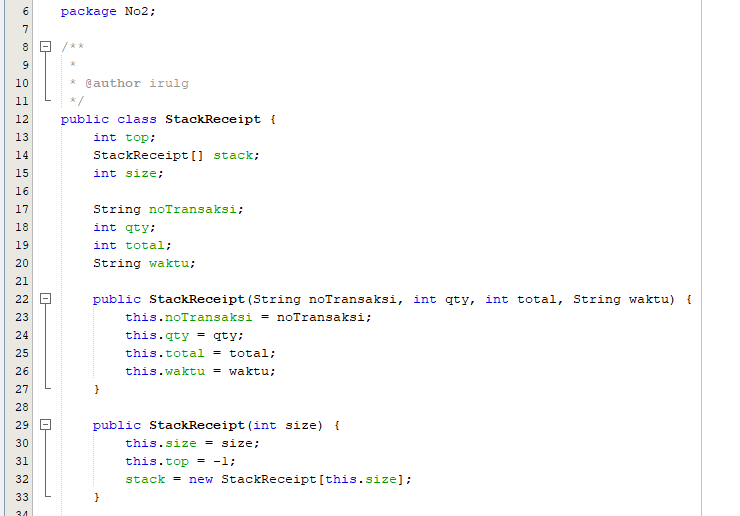 6 package No2;
7
8 /**
9 *
10 * @author irulg
11 */
12 public class StackReceipt {
13 int top;
14 StackReceipt[] stack;
15 int size;
16
17 String noTransaksi;
18 int qty;
19 int total;
20 String waktu;
21
22 public StackReceipt(String noTransaksi, int qty, int total, String waktu) {
23 this.noTransaksi = noTransaksi;
24 this.qty = qty;
25 this.total = total;
26 this.waktu = waktu;
27 }
28
29 public StackReceipt(int size) {
30 this.size = size;
31 this.top = -1;
32 stack = new StackReceipt[this.size];
33 }
34